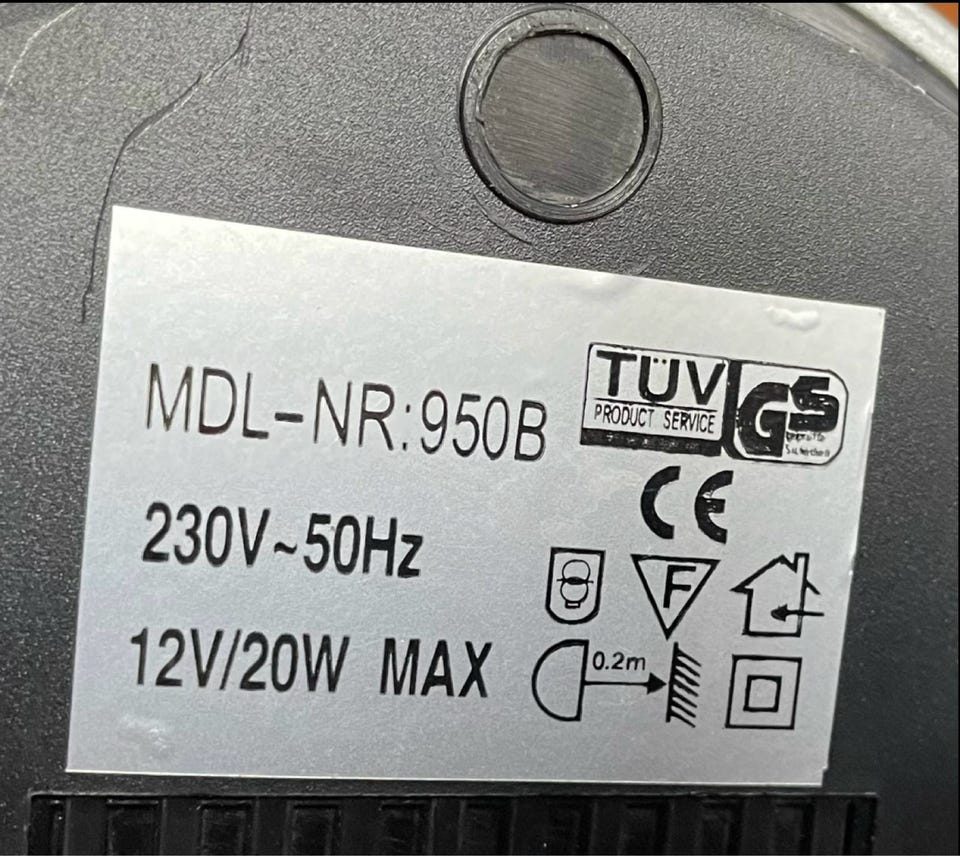 MDL-NR:950B
TÜV
PRODUCT SERVICE
GS
CE
230V~50Hz
F
12V/20W MAX
0.2m